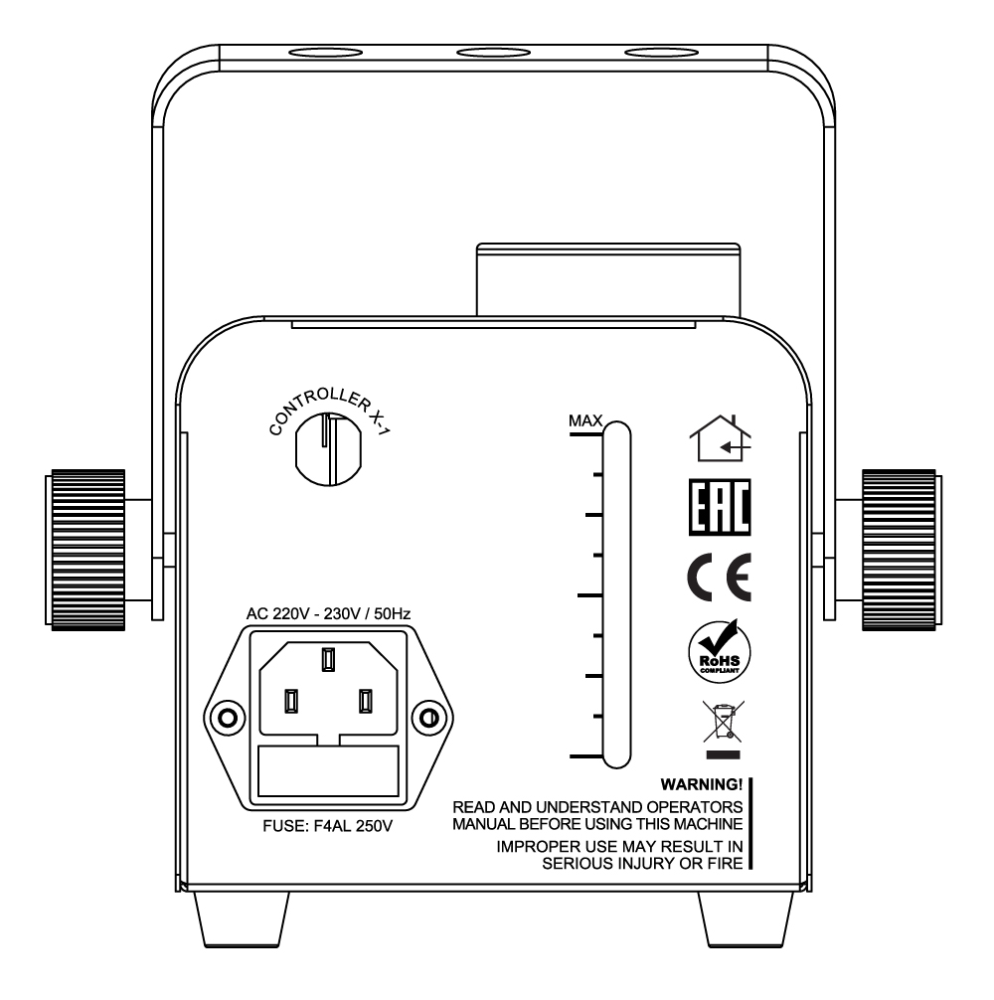 CONTROLLER X-1
MAX
EAC
CE
RoHS
COMPLIANT
AC 220V - 230V / 50Hz
FUSE: F4AL 250V
WARNING!
READ AND UNDERSTAND OPERATORS
MANUAL BEFORE USING THIS MACHINE
IMPROPER USE MAY RESULT IN
SERIOUS INJURY OR FIRE